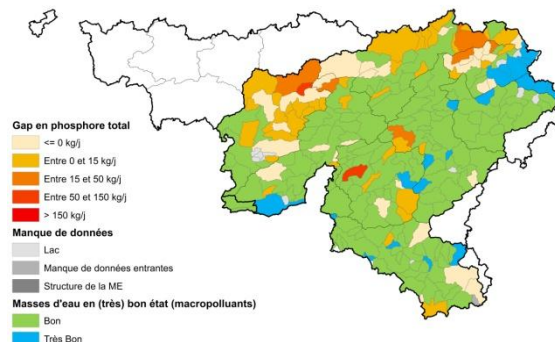 Gap en phosphore total
<= 0 kg/j
Entre 0 et 15 kg/j
Entre 15 et 50 kg/j
Entre 50 et 150 kg/j
> 150 kg/j
Manque de données
Lac
Manque de données entrantes
Structure de la ME
Masses d'eau en (très) bon état (macropolluants)
Bon
Très Bon